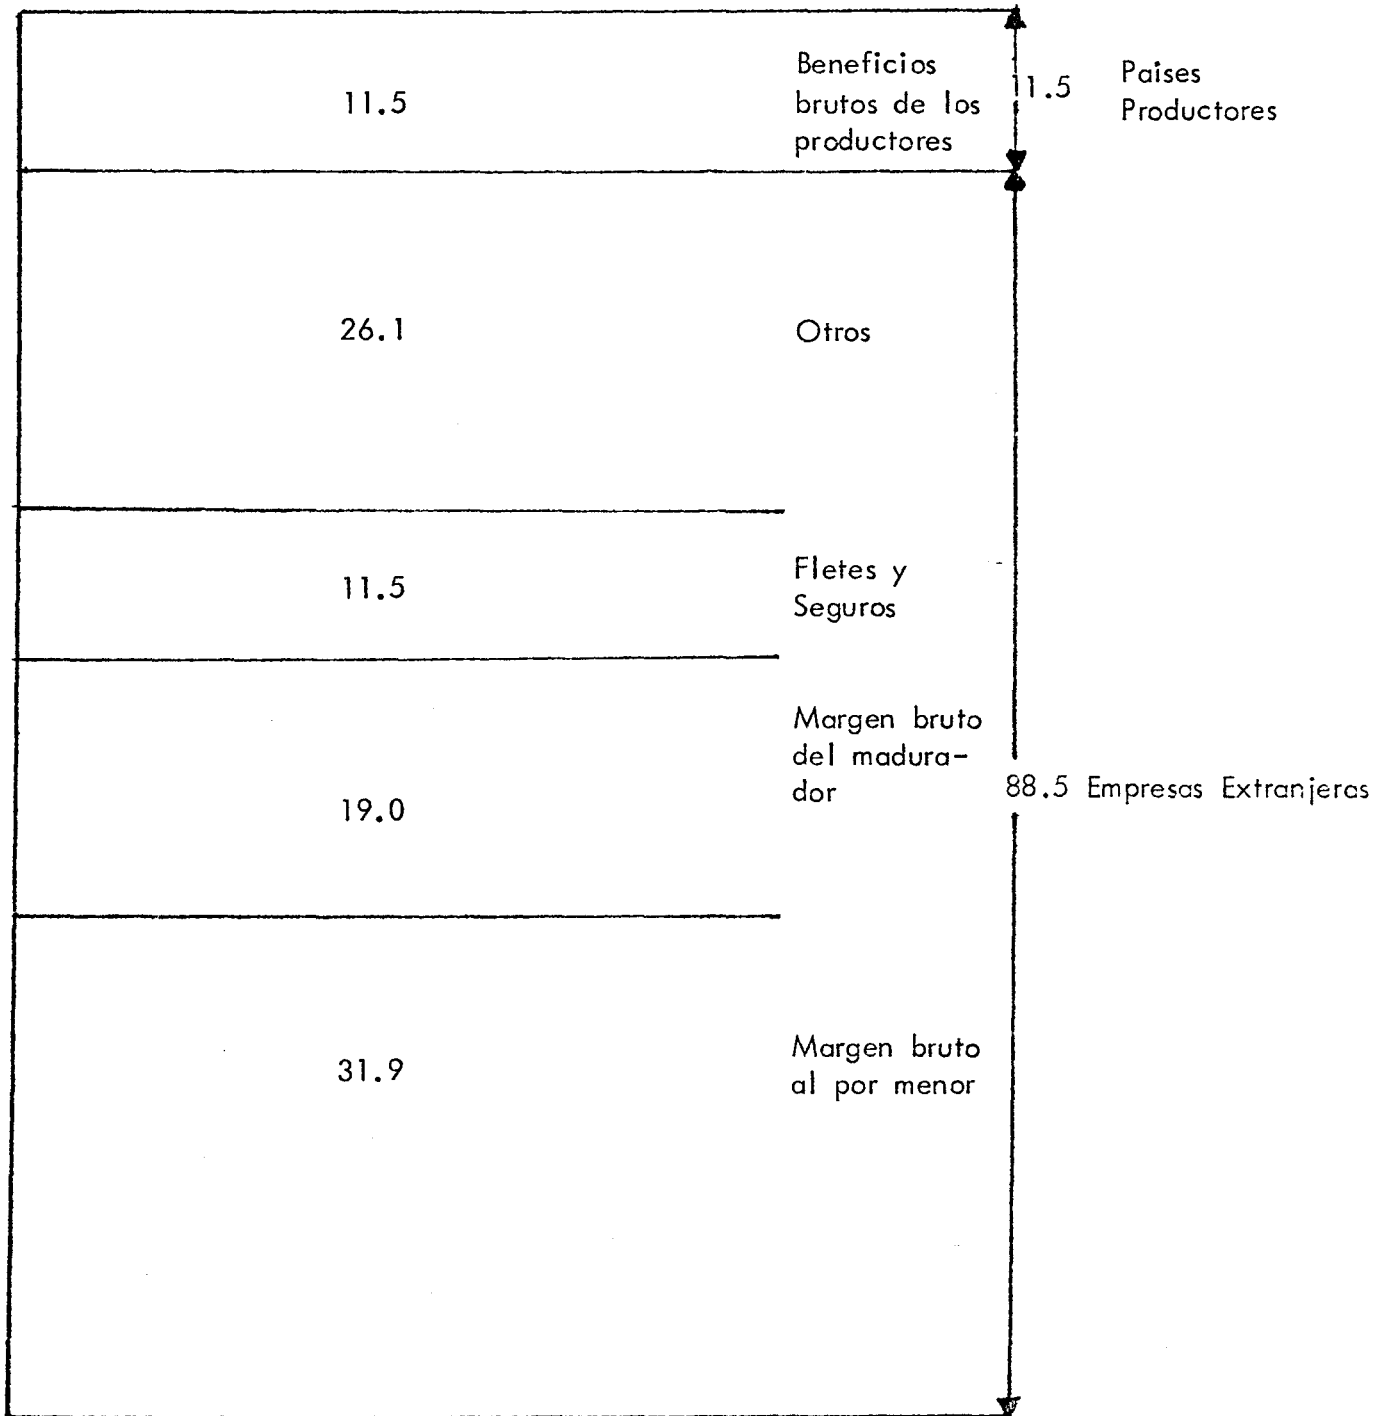 11.5
Beneficios
brutos de los
productores
11.5
Paises
Productores
26.1
Otros
11.5
Fletes y
Seguros
19.0
Margen bruto
del madura-
dor
88.5 Empresas Extranjeras
31.9
Margen bruto
al por menor